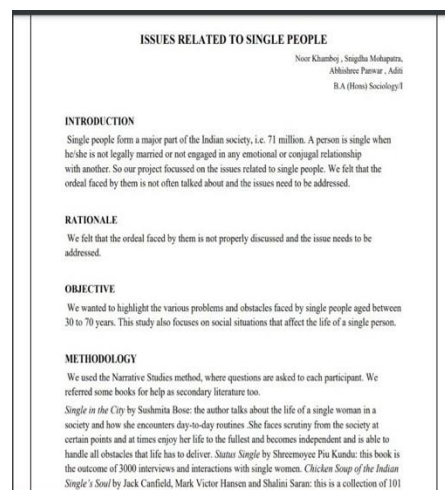 ISSUES RELATED TO SINGLE PEOPLE
Noor Khamboj , Snigdha Mohapatra,
Abhishree Panwar , Aditi
B.A (Hons) Sociology/I
INTRODUCTION
Single people form a major part of the Indian society, i.e. 71 million. A person is single when
he/she is not legally married or not engaged in any emotional or conjugal relationship
with another. So our project focussed on the issues related to single people. We felt that the
ordeal faced by them is not often talked about and the issues need to be addressed.
RATIONALE
We felt that the ordeal faced by them is not properly discussed and the issue needs to be
addressed.
OBJECTIVE
We wanted to highlight the various problems and obstacles faced by single people aged between
30 to 70 years. This study also focuses on social situations that affect the life of a single person.
METHODOLOGY
We used the Narrative Studies method, where questions are asked to each participant. We
referred some books for help as secondary literature too.
Single in the City by Sushmita Bose: the author talks about the life of a single woman in a
society and how she encounters day-to-day routines .She faces scrutiny from the society at
certain points and at times enjoy her life to the fullest and becomes independent and is able to
handle all obstacles that life has to deliver. Status Single by Shreemoyee Piu Kundu: this book is
the outcome of 3000 interviews and interactions with single women. Chicken Soup of the Indian
Single's Soul by Jack Canfield, Mark Victor Hansen and Shalini Saran: this is a collection of 101